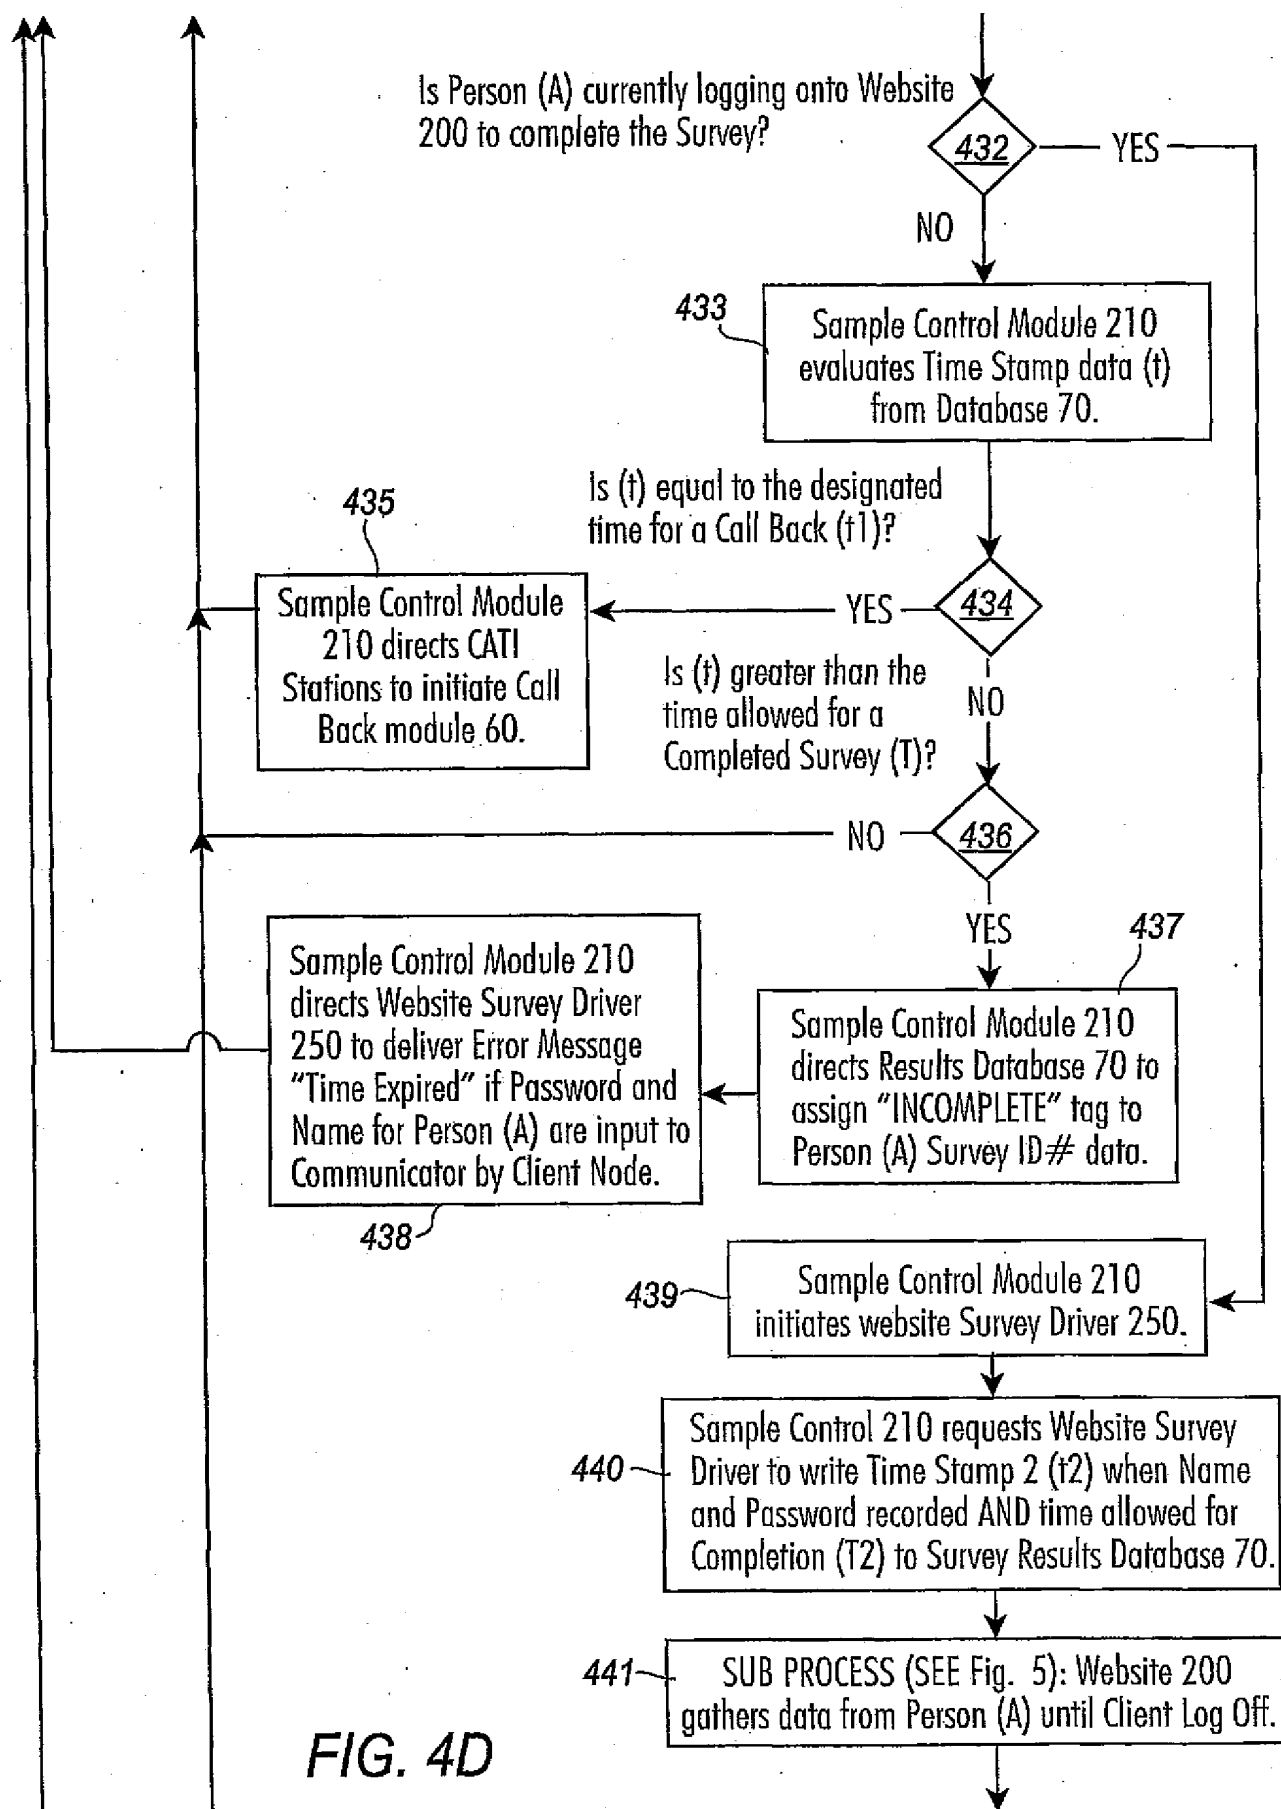 Is Person (A) currently logging onto Website
200 to complete the Survey?
432
YES
NO
433
Sample Control Module 210
evaluates Time Stamp data (t)
from Database 70.
Is (t) equal to the designated
time for a Call Back (t1)?
435
Sample Control Module
210 directs CATI
Stations to initiate Call
Back module 60.
YES
434
Is (t) greater than the
time allowed for a
Completed Survey (T)?
NO
NO
436
YES
437
Sample Control Module 210
directs Website Survey Driver
250 to deliver Error Message
"Time Expired" if Password and
Name for Person (A) are input to
Communicator by Client Node.
438
Sample Control Module 210
directs Results Database 70 to
assign "INCOMPLETE" tag to
Person (A) Survey ID# data.
439
Sample Control Module 210
initiates website Survey Driver 250.
440
Sample Control 210 requests Website Survey
Driver to write Time Stamp 2 (t2) when Name
and Password recorded AND time allowed for
Completion (T2) to Survey Results Database 70.
441
SUB PROCESS (SEE Fig. 5): Website 200
gathers data from Person (A) until Client Log Off.
FIG. 4D